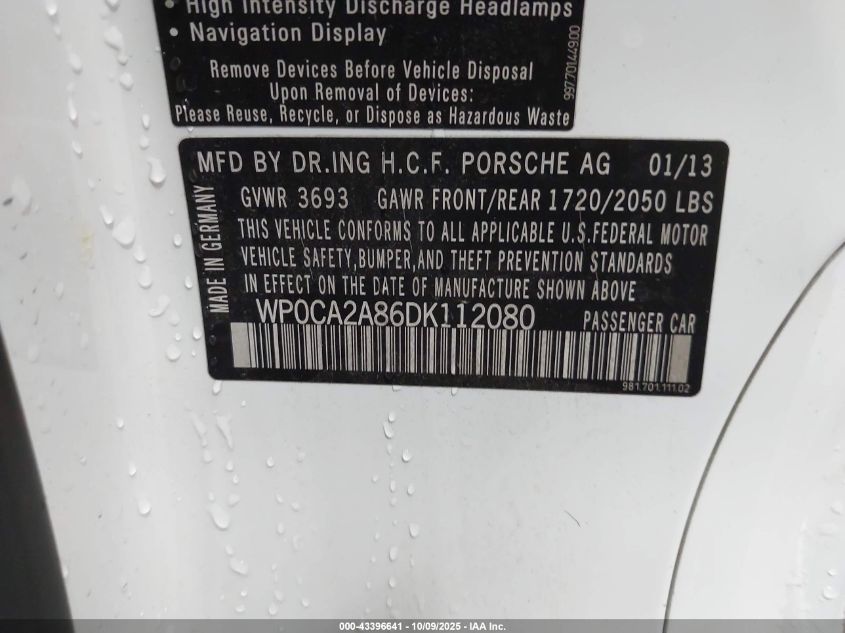 • High Intensity Discharge Headlamps
• Navigation Display
Remove Devices Before Vehicle Disposal
Upon Removal of Devices:
Please Reuse, Recycle, or Dispose as Hazardous Waste
99770144900
MFD BY DR.ING H.C.F. PORSCHE AG 01/13
GVWR 3693 GAWR FRONT/REAR 1720/2050 LBS
THIS VEHICLE CONFORMS TO ALL APPLICABLE U.S.FEDERAL MOTOR
VEHICLE SAFETY,BUMPER,AND THEFT PREVENTION STANDARDS
IN EFFECT ON THE DATE OF MANUFACTURE SHOWN ABOVE
MADE IN GERMANY
WP0CA2A86DK112080 PASSENGER CAR
981.701.111.02
000-43396641 - 10/09/2025 - IAA Inc.